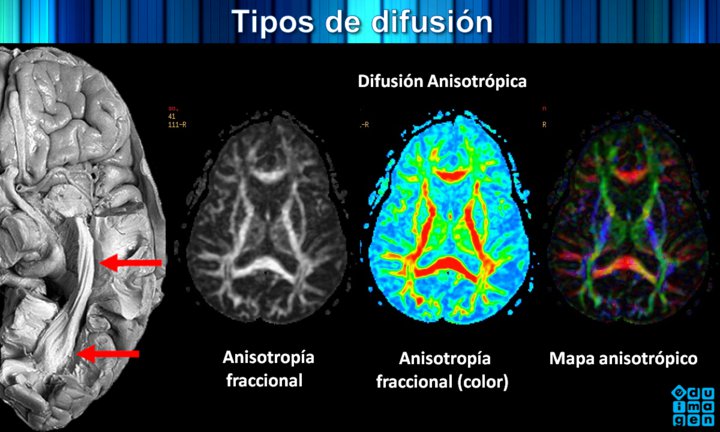 Tipos de difusión
Difusión Anisotrópica
41
111-R
-R
R
Anisotropía
fraccional
Anisotropía
fraccional (color)
Mapa anisotrópico
edu
ima
gen